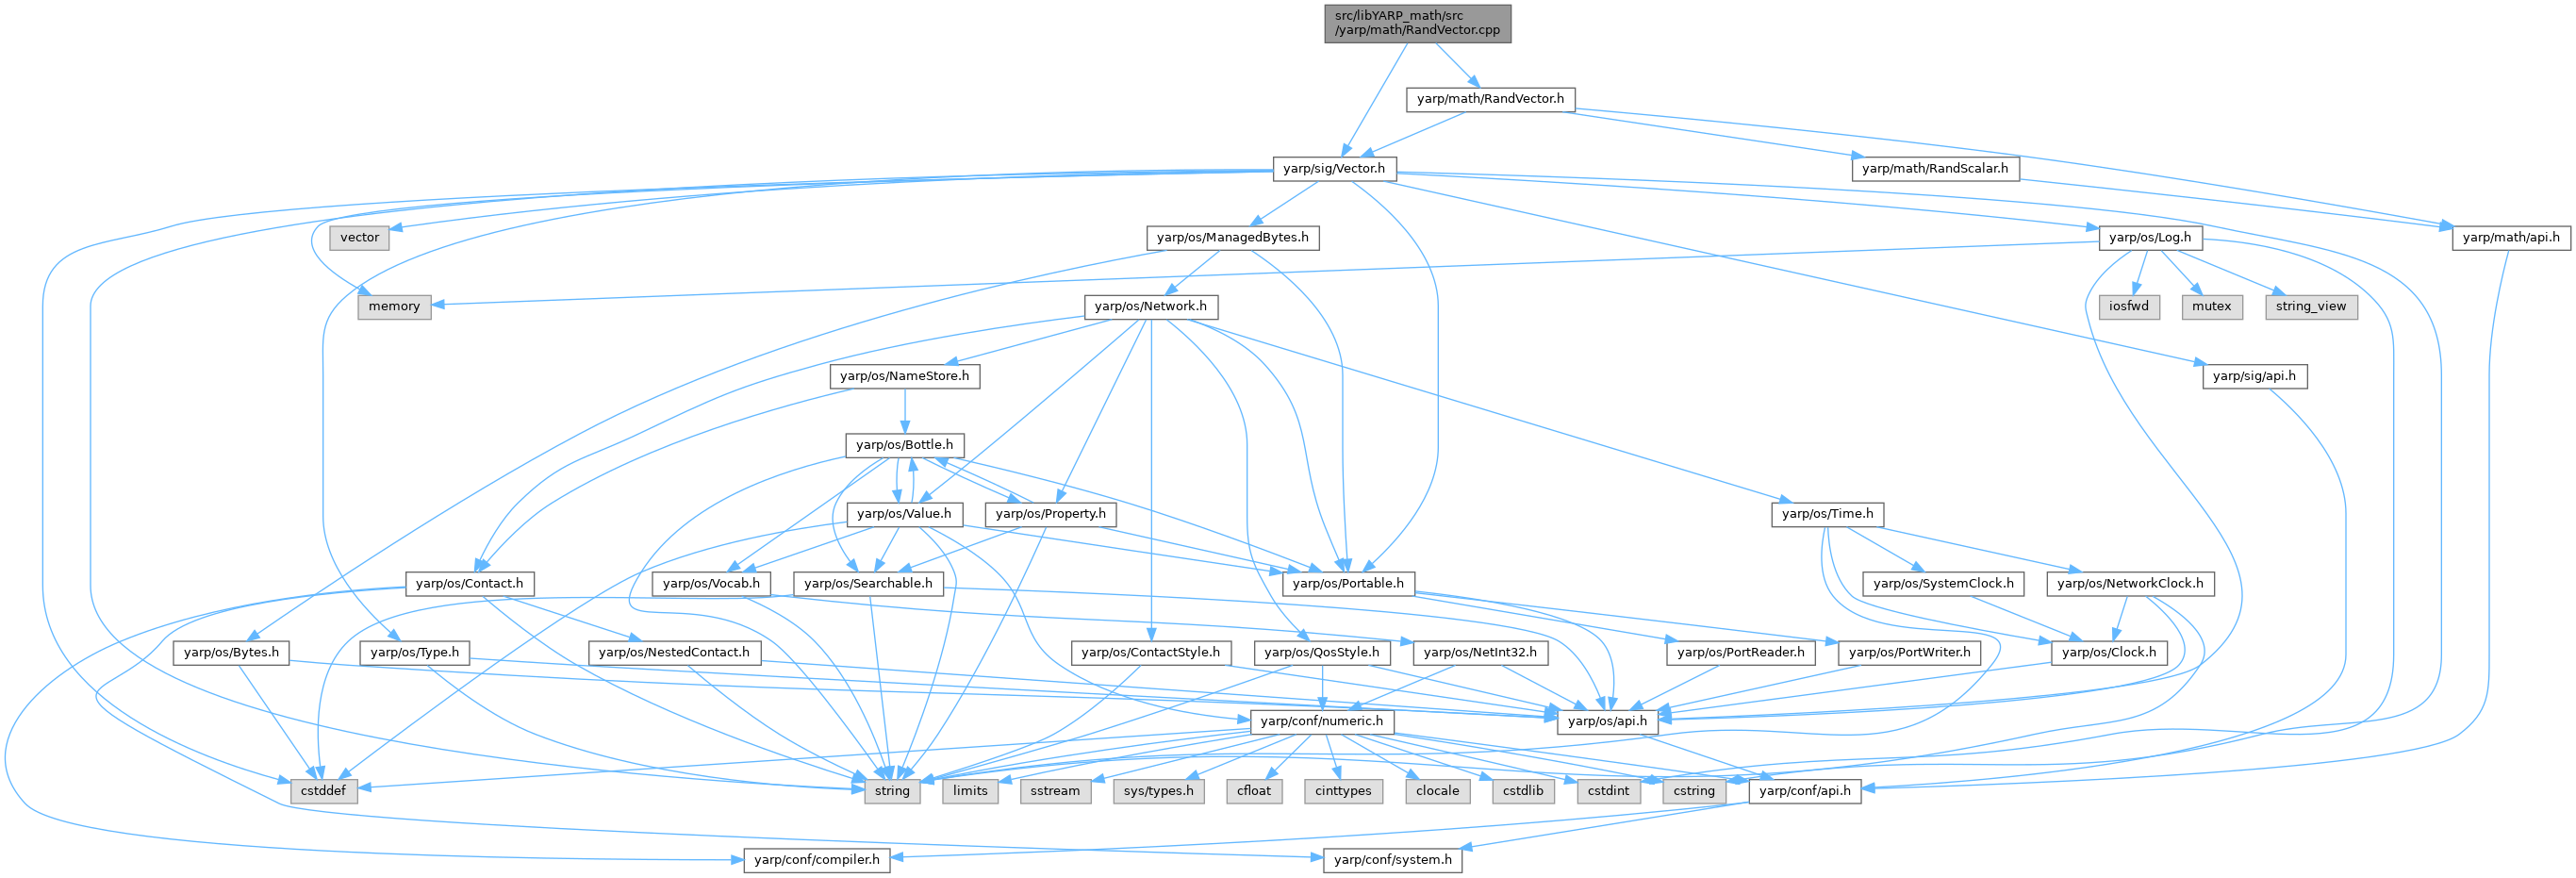 src/libYARP_math/src
/yarp/math/RandVector.cpp
yarp/math/RandVector.h
yarp/sig/Vector.h
yarp/math/RandScalar.h
vector
yarp/os/ManagedBytes.h
yarp/os/Log.h
yarp/math/api.h
memory
yarp/os/Network.h
iosfwd
mutex
string_view
yarp/os/NameStore.h
yarp/sig/api.h
yarp/os/Bottle.h
yarp/os/Value.h
yarp/os/Property.h
yarp/os/Time.h
yarp/os/Contact.h
yarp/os/Vocab.h
yarp/os/Searchable.h
yarp/os/Portable.h
yarp/os/SystemClock.h
yarp/os/NetworkClock.h
yarp/os/Bytes.h
yarp/os/Type.h
yarp/os/NestedContact.h
yarp/os/ContactStyle.h
yarp/os/QosStyle.h
yarp/os/NetInt32.h
yarp/os/PortReader.h
yarp/os/PortWriter.h
yarp/os/Clock.h
yarp/conf/numeric.h
yarp/os/api.h
cstddef
string
limits
sstream
sys/types.h
cfloat
cinttypes
clocale
cstdlib
cstdint
cstring
yarp/conf/api.h
yarp/conf/compiler.h
yarp/conf/system.h